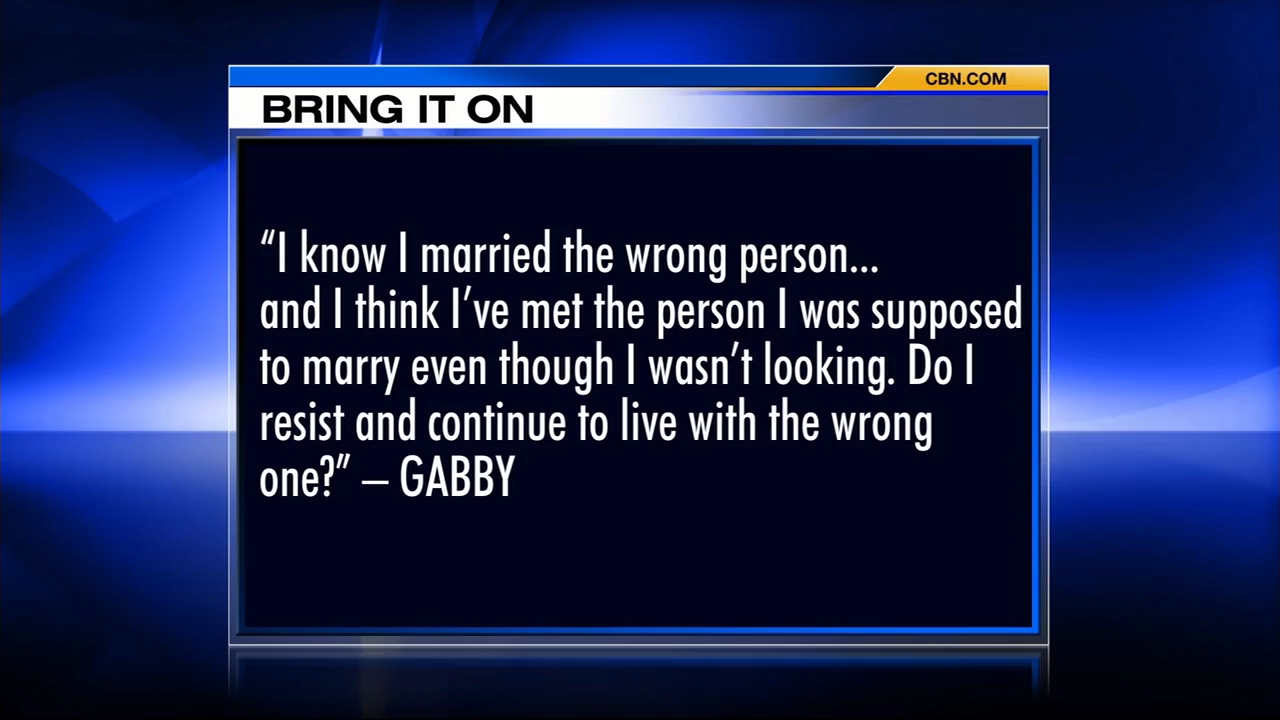 CBN.COM
BRING IT ON
“I know I married the wrong person...
and I think I’ve met the person I was supposed
to marry even though I wasn’t looking. Do I
resist and continue to live with the wrong
one?” – GABBY